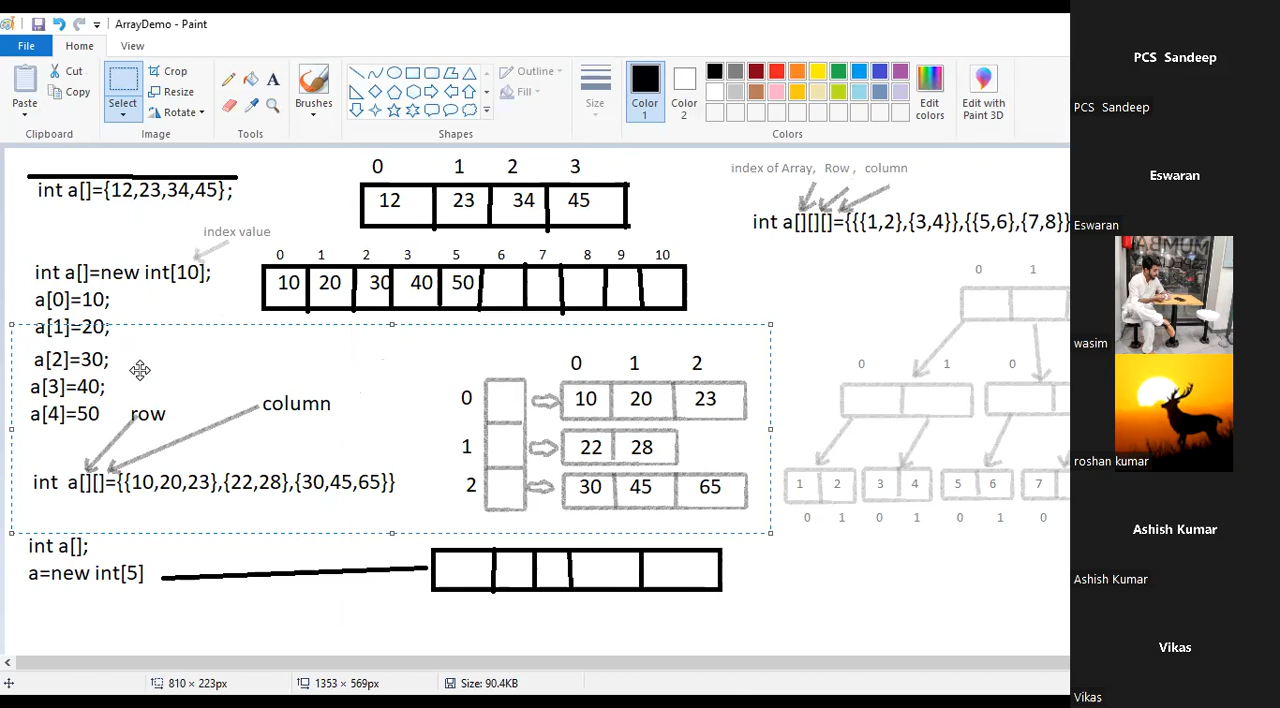 ArrayDemo - Paint
File Home View
Paste
Cut
Copy
Clipboard
Select
Crop
Resize
Rotate
Image
Tools
Brushes
Shapes
Outline
Fill
Size
Color 1
Color 2
Edit colors
Edit with Paint 3D
Colors
int a[]={12,23,34,45};
0 1 2 3
12 23 34 45
index of Array, Row , column
int a[][][]={{{1,2},{3,4}},{{5,6},{7,8}}
index value
int a[]=new int[10];
a[0]=10;
a[1]=20;
a[2]=30;
a[3]=40;
a[4]=50
0 1 2 3 4 5 6 7 8 9 10
10 20 30 40 50
row
column
int a[][]={{10,20,23},{22,28},{30,45,65}}
0 1 2
0 10 20 23
1 22 28
2 30 45 65
0 1
0 1 0
1 2 3 4 5 6 7
0 1 0 1 0 1 0
int a[];
a=new int[5]
810 × 223px
1353 × 569px
Size: 90.4KB
PCS Sandeep
PCS Sandeep
Eswaran
Eswaran
wasim
roshan kumar
Ashish Kumar
Ashish Kumar
Vikas
Vikas